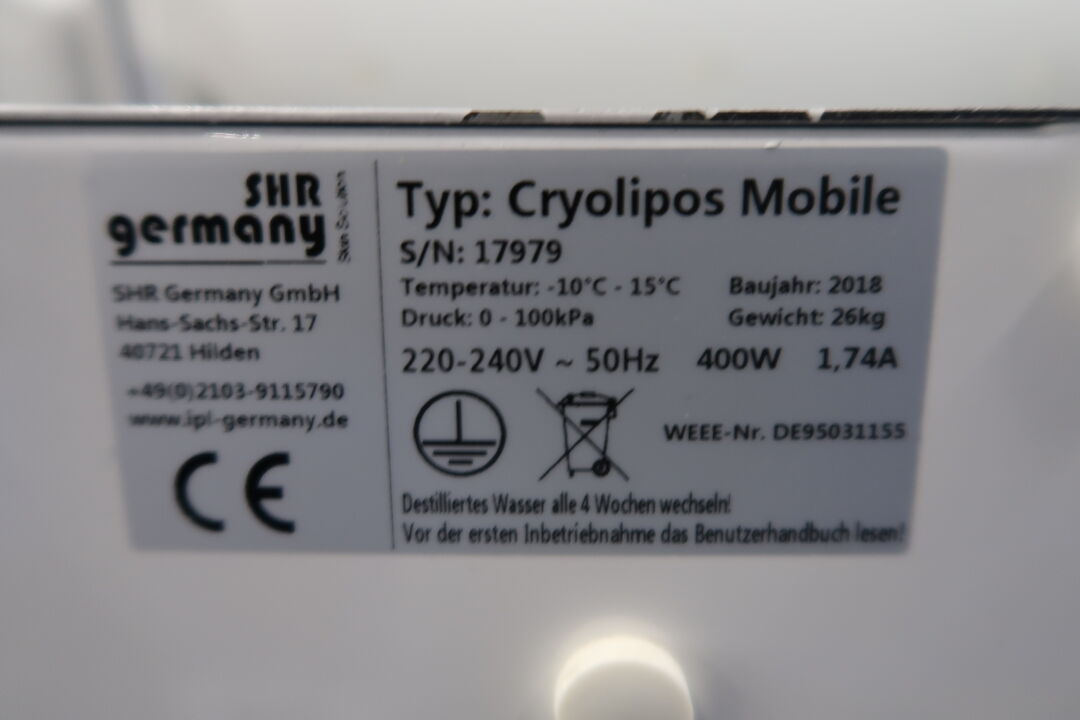 SHR
germany
Skin Solution
SHR Germany GmbH
Hans-Sachs-Str. 17
40721 Hilden
+49(0)2103-9115790
www.ipl-germany.de
CE
Typ: Cryolipos Mobile
S/N: 17979
Temperatur: -10°C - 15°C Baujahr: 2018
Druck: 0 - 100kPa Gewicht: 26kg
220-240V ~ 50Hz 400W 1,74A
WEEE-Nr. DE95031155
Destilliertes Wasser alle 4 Wochen wechseln!
Vor der ersten Inbetriebnahme das Benutzerhandbuch lesen!